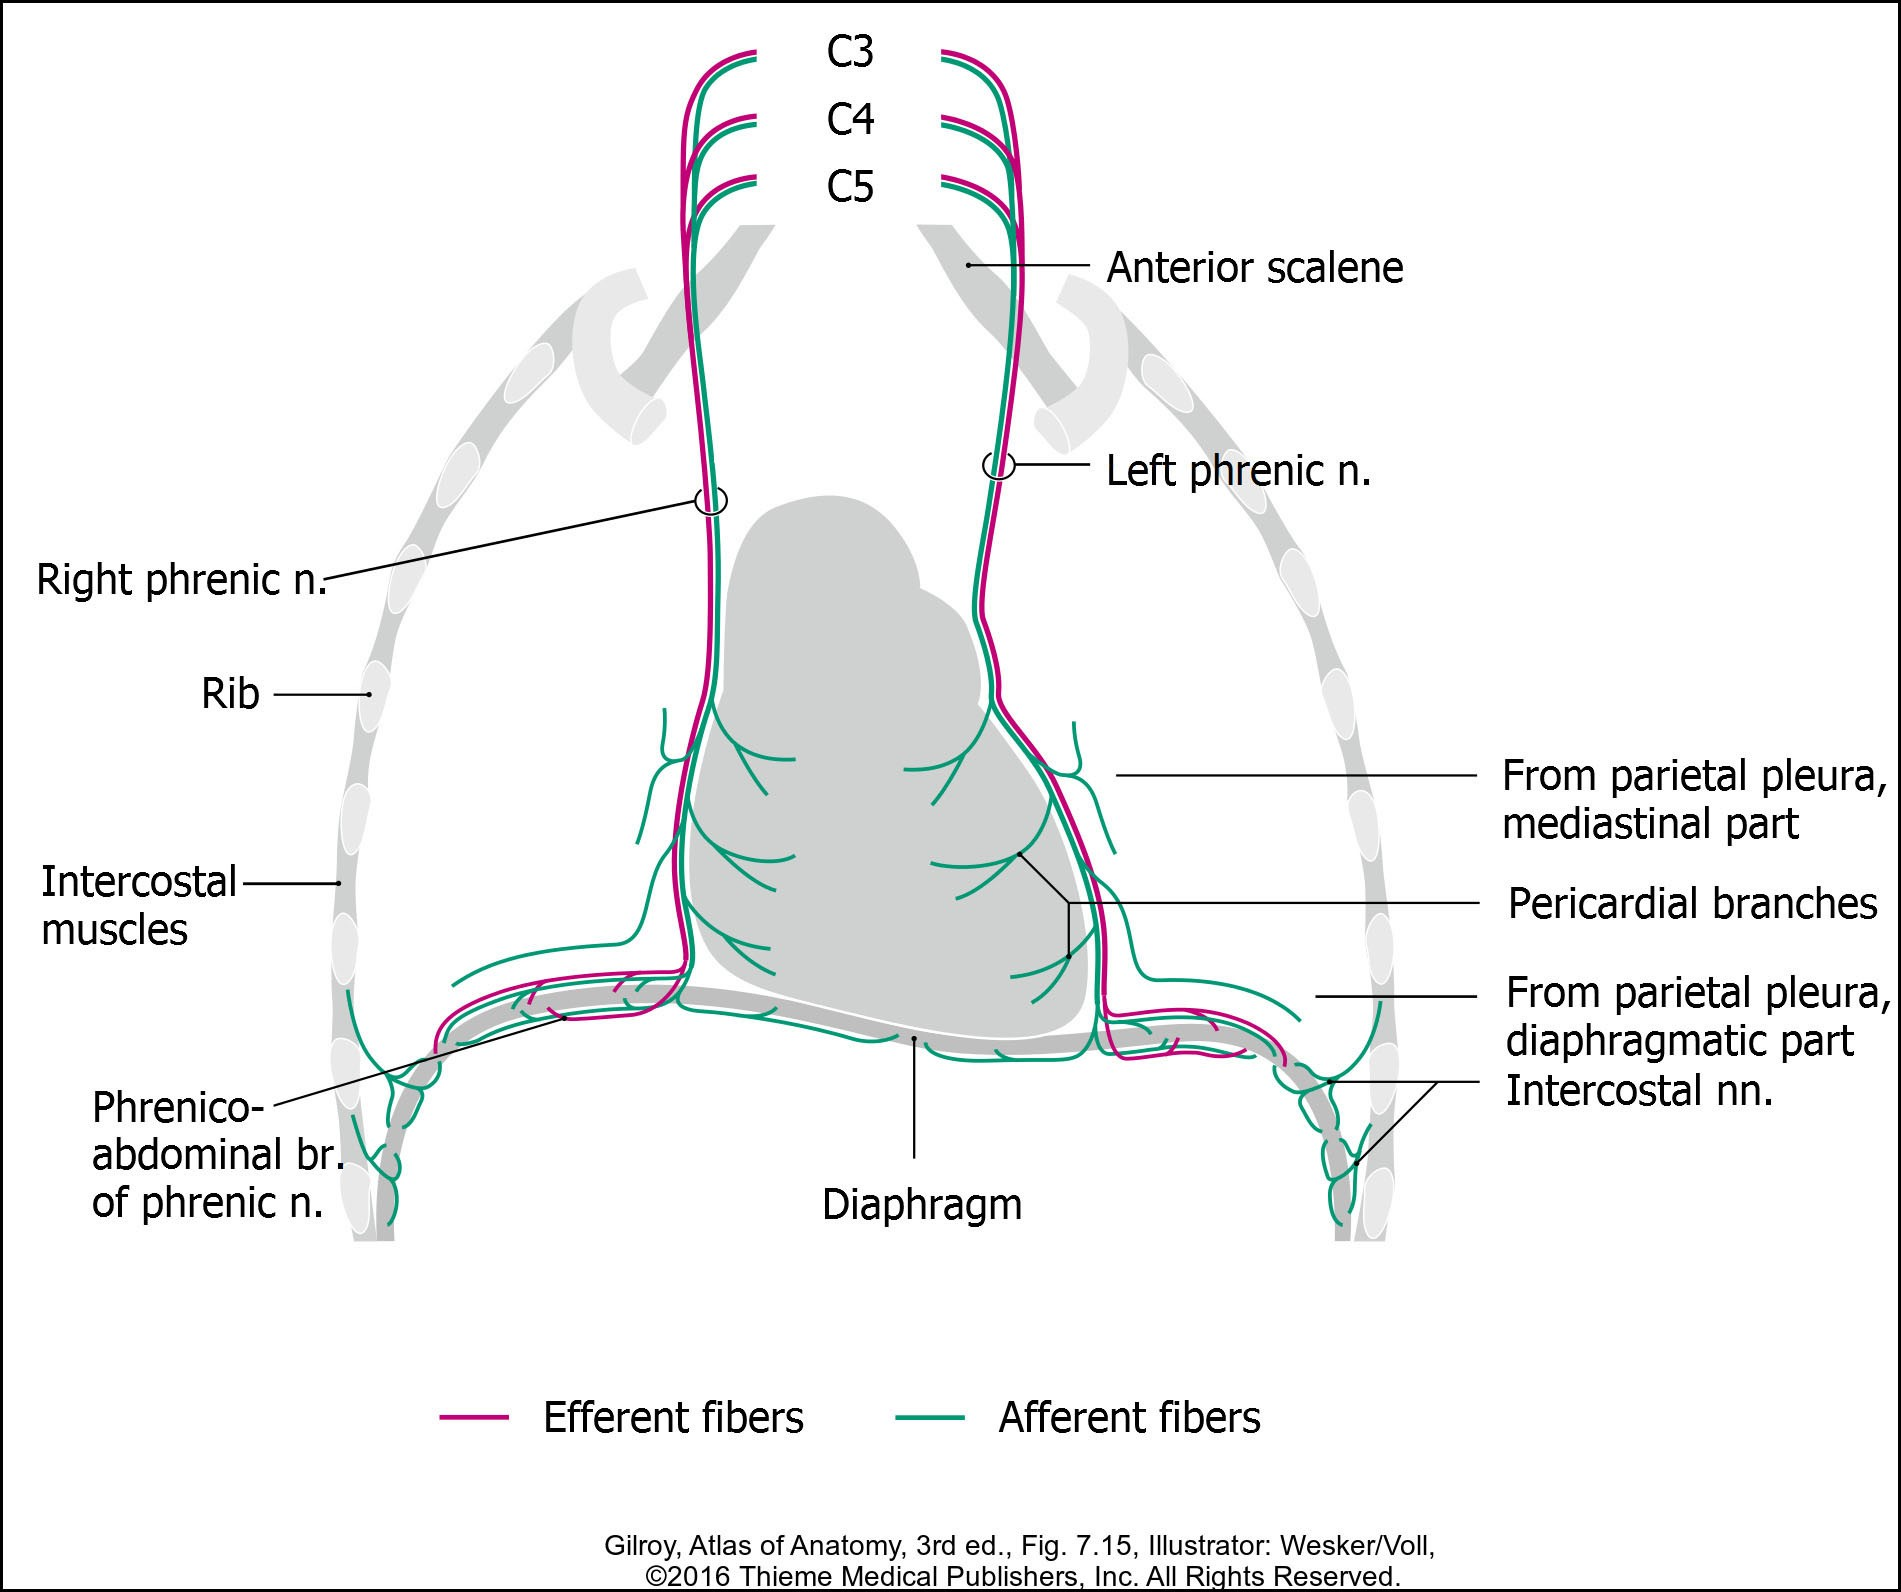 C3
C4
C5
Anterior scalene
Left phrenic n.
Right phrenic n.
Rib
From parietal pleura,
mediastinal part
Intercostal
muscles
Pericardial branches
From parietal pleura,
diaphragmatic part
Intercostal nn.
Phrenico-
abdominal br.
of phrenic n.
Diaphragm
Efferent fibers
Afferent fibers
Gilroy, Atlas of Anatomy, 3rd ed., Fig. 7.15, Illustrator: Wesker/Voll,
©2016 Thieme Medical Publishers, Inc. All Rights Reserved.